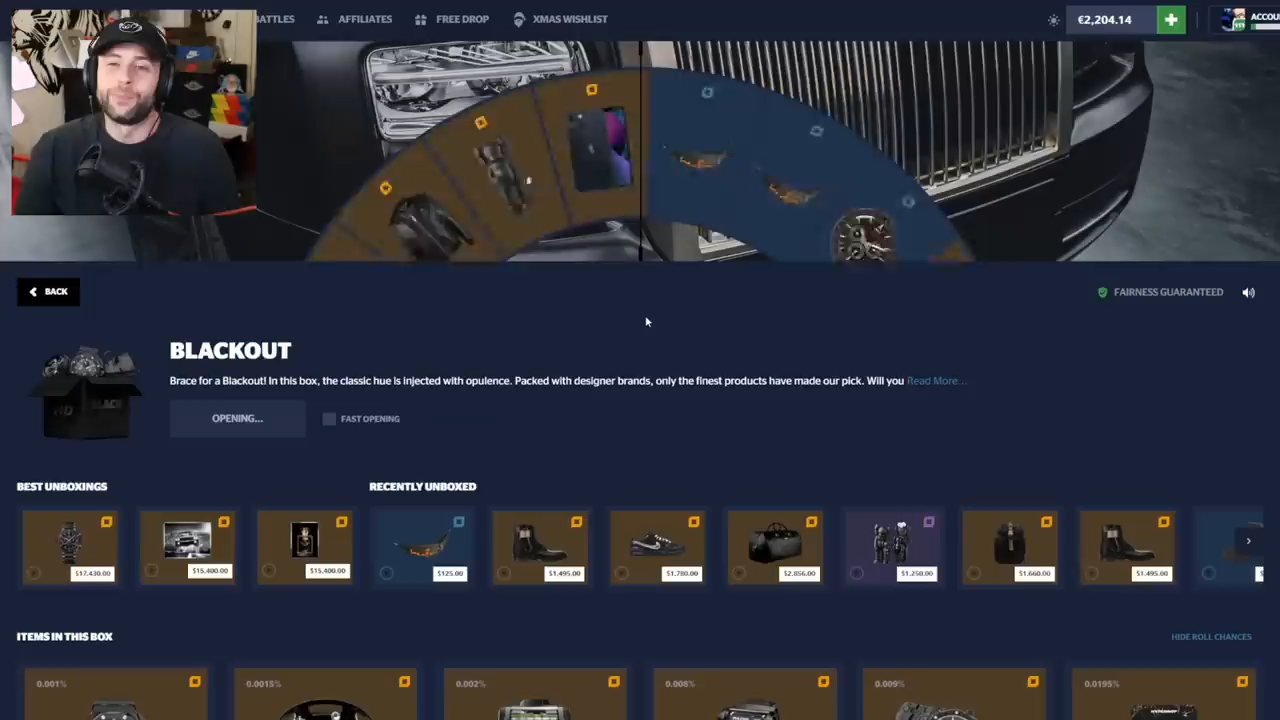 BATTLES
AFFILIATES
FREE DROP
XMAS WISHLIST
€2,204.14
BACK
FAIRNESS GUARANTEED
BLACKOUT
Brace for a Blackout! In this box, the classic hue is injected with opulence. Packed with designer brands, only the finest products have made our pick. Will you Read More...
OPENING...
FAST OPENING
BEST UNBOXINGS
RECENTLY UNBOXED
$17,430.00
$15,400.00
$15,400.00
$125.00
$1,495.00
$1,780.00
$2,856.00
$1,250.00
$1,660.00
$1,495.00
ITEMS IN THIS BOX
HIDE ROLL CHANCES
0.001%
0.0015%
0.002%
0.008%
0.009%
0.0195%